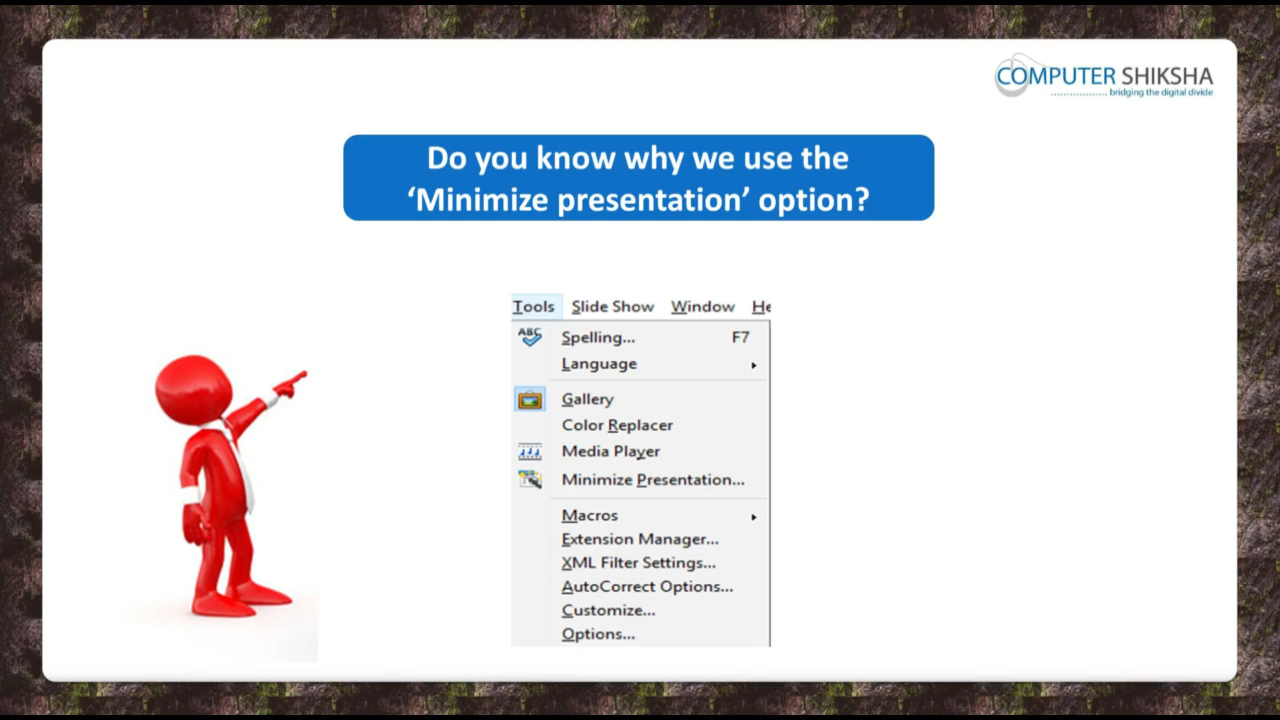 COMPUTER SHIKSHA
bridging the digital divide
Do you know why we use the
‘Minimize presentation’ option?
Tools Slide Show Window He
ABC Spelling... F7
Language
Gallery
Color Replacer
Media Player
Minimize Presentation...
Macros
Extension Manager...
XML Filter Settings...
AutoCorrect Options...
Customize...
Options...